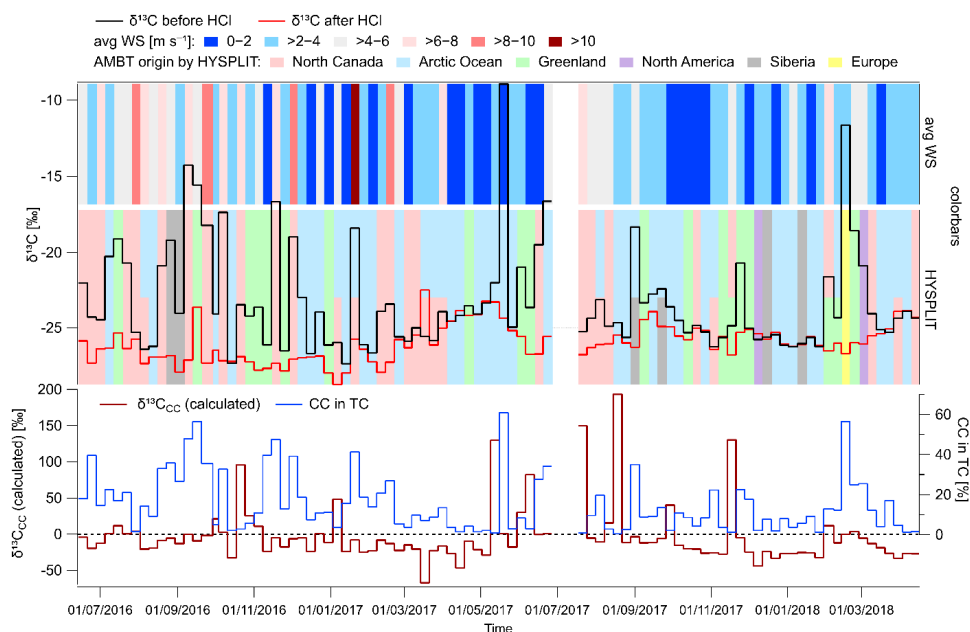 δ¹³C before HCl δ¹³C after HCl
avg WS [m s⁻¹]: 0−2 >2−4 >4−6 >6−8 >8−10 >10
AMBT origin by HYSPLIT: North Canada Arctic Ocean Greenland North America Siberia Europe
-10
-15
-20
-25
δ¹³C [‰]
avg WS
HYSPLIT
colorbars
δ¹³C_CC (calculated) CC in TC
200
150
100
50
0
-50
δ¹³C_CC (calculated) [‰]
60
40
20
0
CC in TC [%]
01/07/2016 01/09/2016 01/11/2016 01/01/2017 01/03/2017 01/05/2017 01/07/2017 01/09/2017 01/11/2017 01/01/2018 01/03/2018
Time